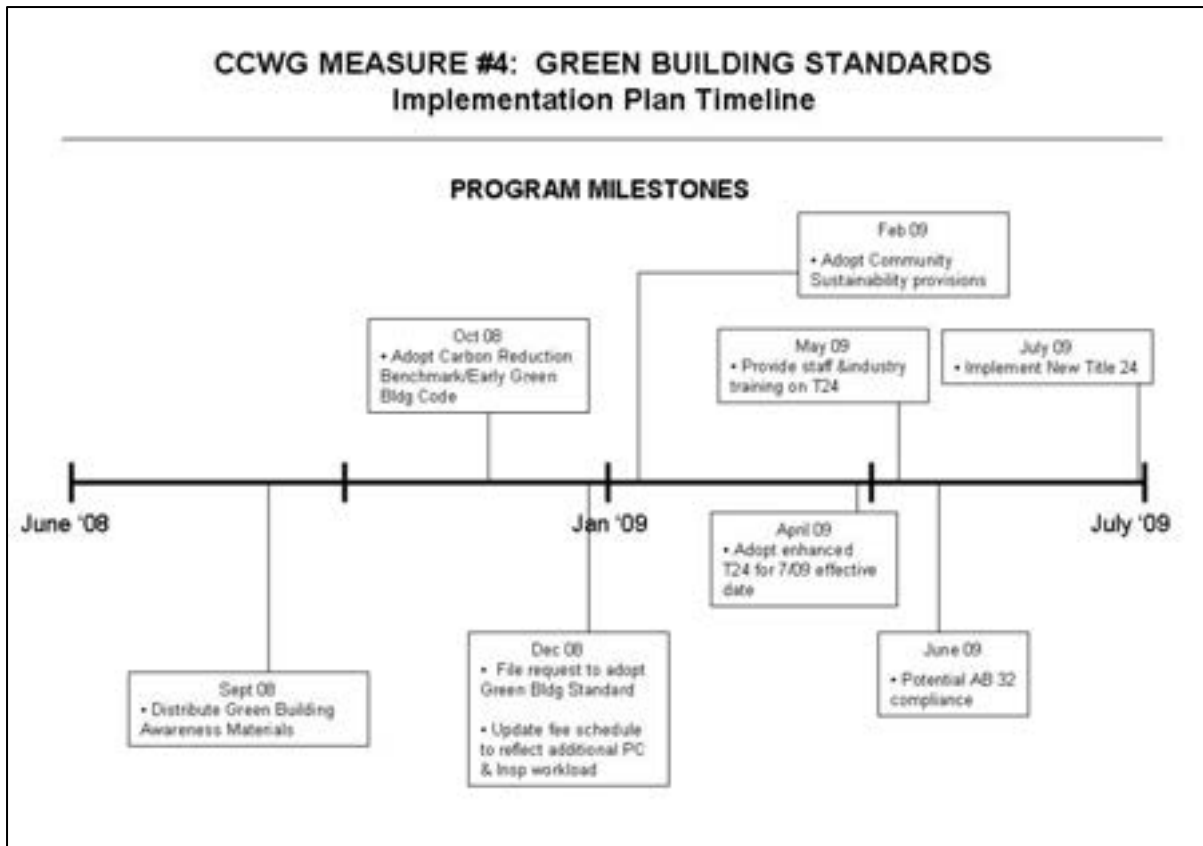 CCWG MEASURE #4: GREEN BUILDING STANDARDS
Implementation Plan Timeline
PROGRAM MILESTONES
Feb 09
• Adopt Community
Sustainability provisions
Oct 08
• Adopt Carbon Reduction
Benchmark/Early Green
Bldg Code
May 09
• Provide staff &industry
training on T24
July 09
• Implement New Title 24
June '08
Jan '09
July '09
April 09
• Adopt enhanced
T24 for 7/09 effective
date
Sept 08
• Distribute Green Building
Awareness Materials
Dec 08
• File request to adopt
Green Bldg Standard
• Update fee schedule
to reflect additional PC
& Insp workload
June 09
• Potential AB 32
compliance